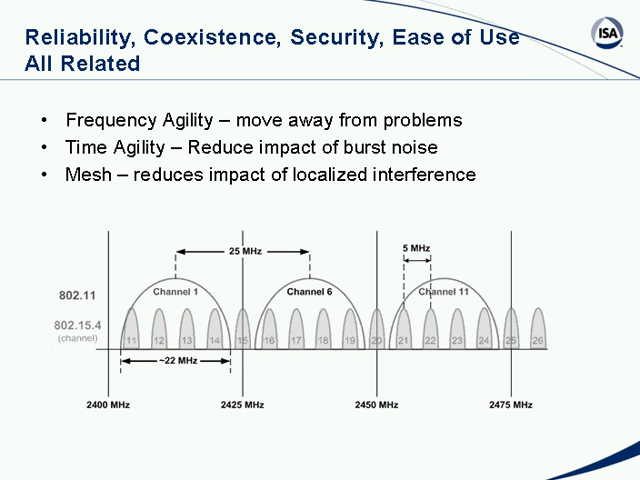 Reliability, Coexistence, Security, Ease of Use
All Related
ISA
• Frequency Agility – move away from problems
• Time Agility – Reduce impact of burst noise
• Mesh – reduces impact of localized interference
25 MHz
5 MHz
802.11
Channel 1
Channel 6
Channel 11
802.15.4
(channel)
11 12 13 14 15 16 17 18 19 20 21 22 23 24 25 26
~22 MHz
2400 MHz
2425 MHz
2450 MHz
2475 MHz